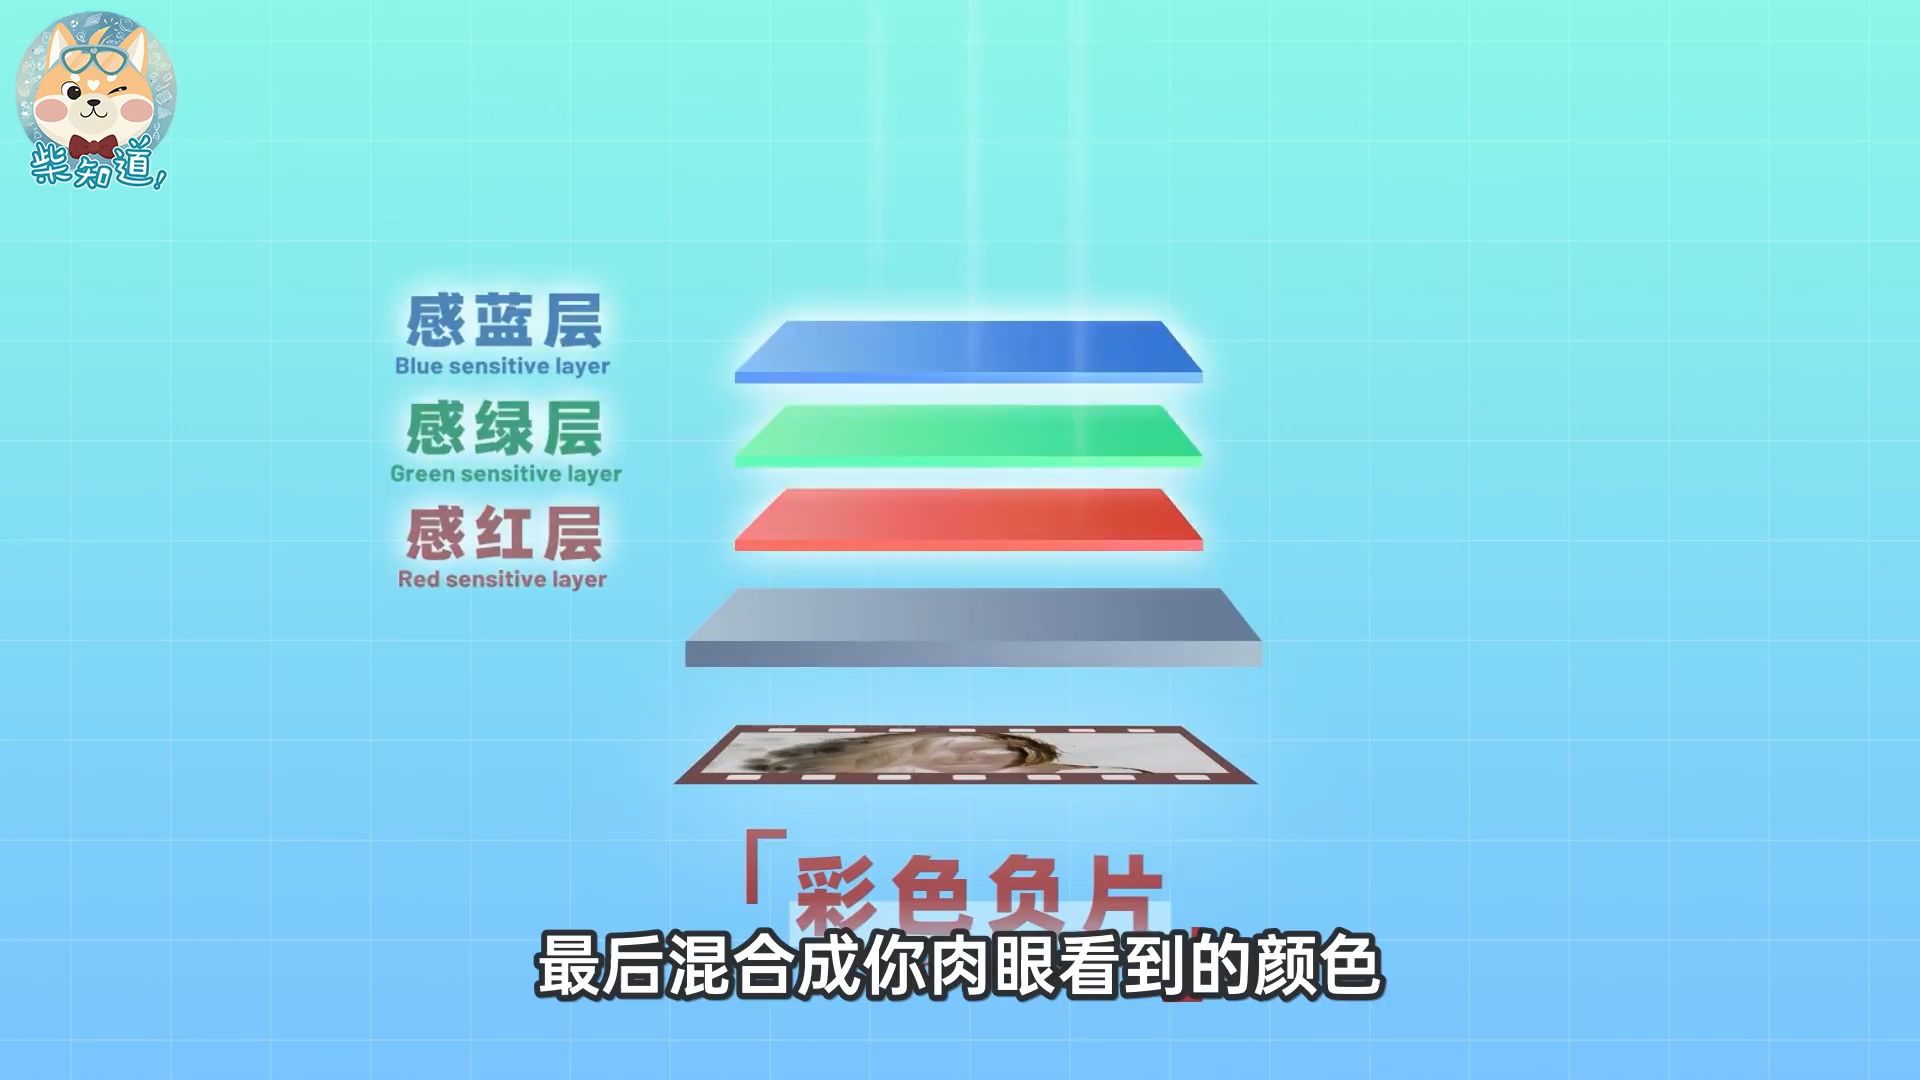 柴知道!
感蓝层
Blue sensitive layer
感绿层
Green sensitive layer
感红层
Red sensitive layer
「彩色负片」
最后混合成你肉眼看到的颜色